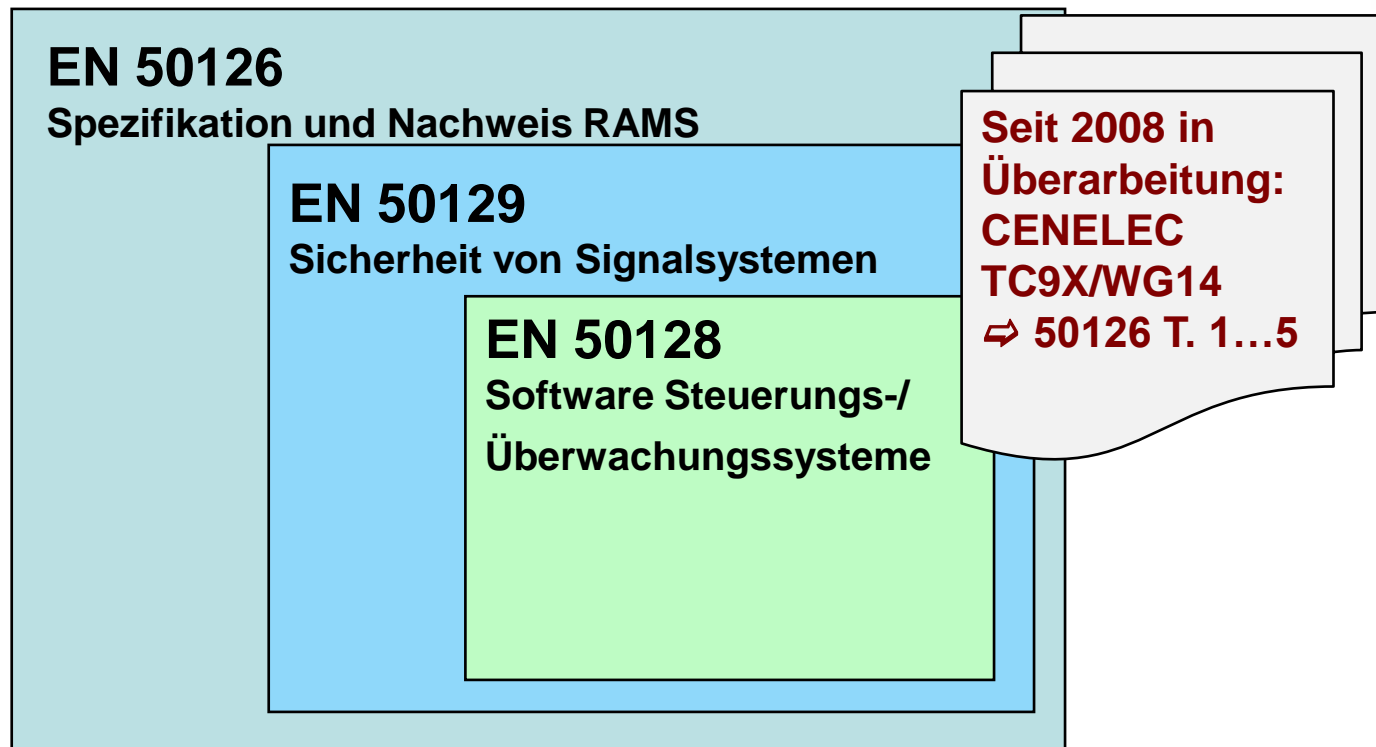 EN 50126
Spezifikation und Nachweis RAMS
EN 50129
Sicherheit von Signalsystemen
EN 50128
Software Steuerungs-/
Überwachungssysteme
Seit 2008 in
Überarbeitung:
CENELEC
TC9X/WG14
⇨ 50126 T. 1…5